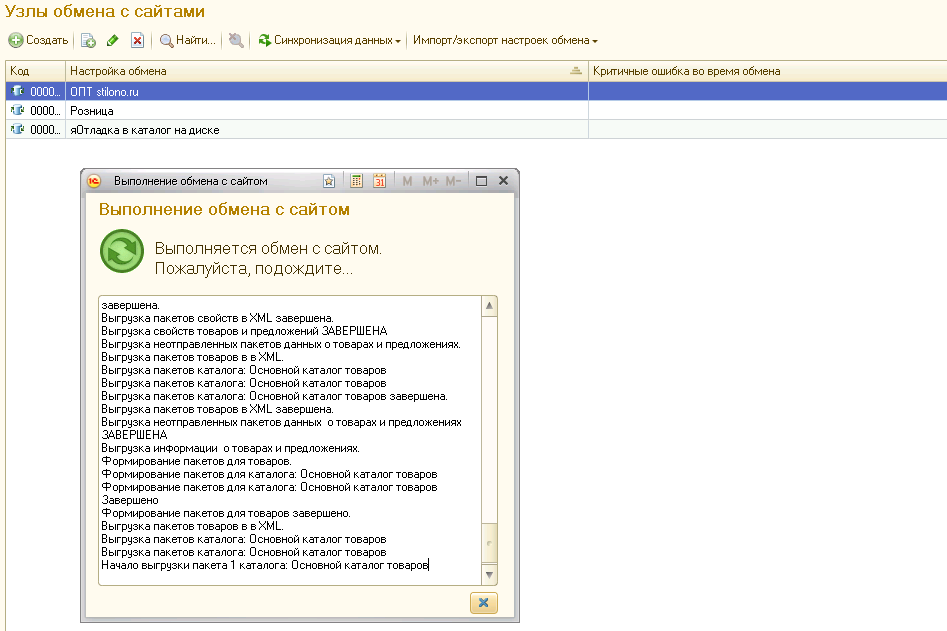 Узлы обмена с сайтами
Создать Найти... Синхронизация данных Импорт/экспорт настроек обмена
Код Настройка обмена Критичные ошибка во время обмена
0000... ОПТ stilono.ru
0000... Розница
0000... яОтладка в каталог на диске
1С Выполнение обмена с сайтом 31 M M+ M-
Выполнение обмена с сайтом
Выполняется обмен с сайтом.
Пожалуйста, подождите...
завершена.
Выгрузка пакетов свойств в XML завершена.
Выгрузка свойств товаров и предложений ЗАВЕРШЕНА
Выгрузка неотправленных пакетов данных о товарах и предложениях.
Выгрузка пакетов товаров в в XML.
Выгрузка пакетов каталога: Основной каталог товаров
Выгрузка пакетов каталога: Основной каталог товаров
Выгрузка пакетов каталога: Основной каталог товаров завершена.
Выгрузка пакетов товаров в XML завершена.
Выгрузка неотправленных пакетов данных о товарах и предложениях
ЗАВЕРШЕНА
Выгрузка информации о товарах и предложениях.
Формирование пакетов для товаров.
Формирование пакетов для каталога: Основной каталог товаров
Формирование пакетов для каталога: Основной каталог товаров
Завершено
Формирование пакетов для товаров завершено.
Выгрузка пакетов товаров в в XML.
Выгрузка пакетов каталога: Основной каталог товаров
Выгрузка пакетов каталога: Основной каталог товаров
Начало выгрузки пакета 1 каталога: Основной каталог товаров